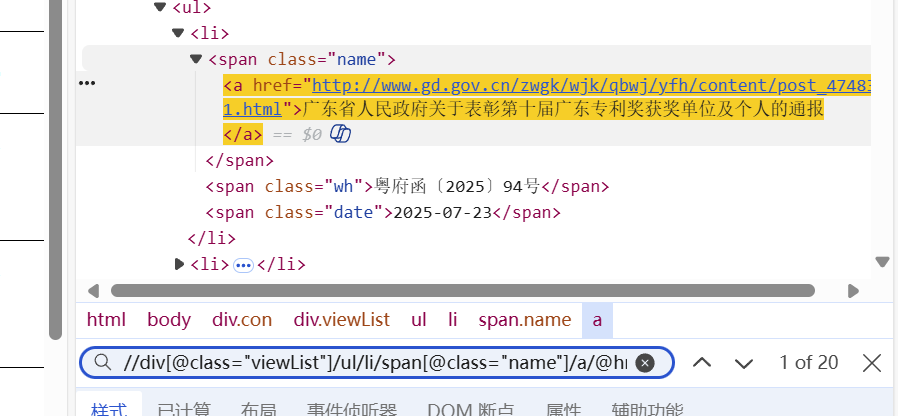 <ul>
<li>
<span class="name">
<a href="http://www.gd.gov.cn/zwgk/wjk/qbwj/yfh/content/post_47483
1.html">广东省人民政府关于表彰第十届广东专利奖获奖单位及个人的通报
</a> == $0
</span>
<span class="wh">粤府函〔2025〕94号</span>
<span class="date">2025-07-23</span>
</li>
<li>…</li>
html body div.con div.viewList ul li span.name a
//div[@class="viewList"]/ul/li/span[@class="name"]/a/@h 1 of 20
样式 已计算 布局 事件侦听器 DOM 断点 属性 辅助功能